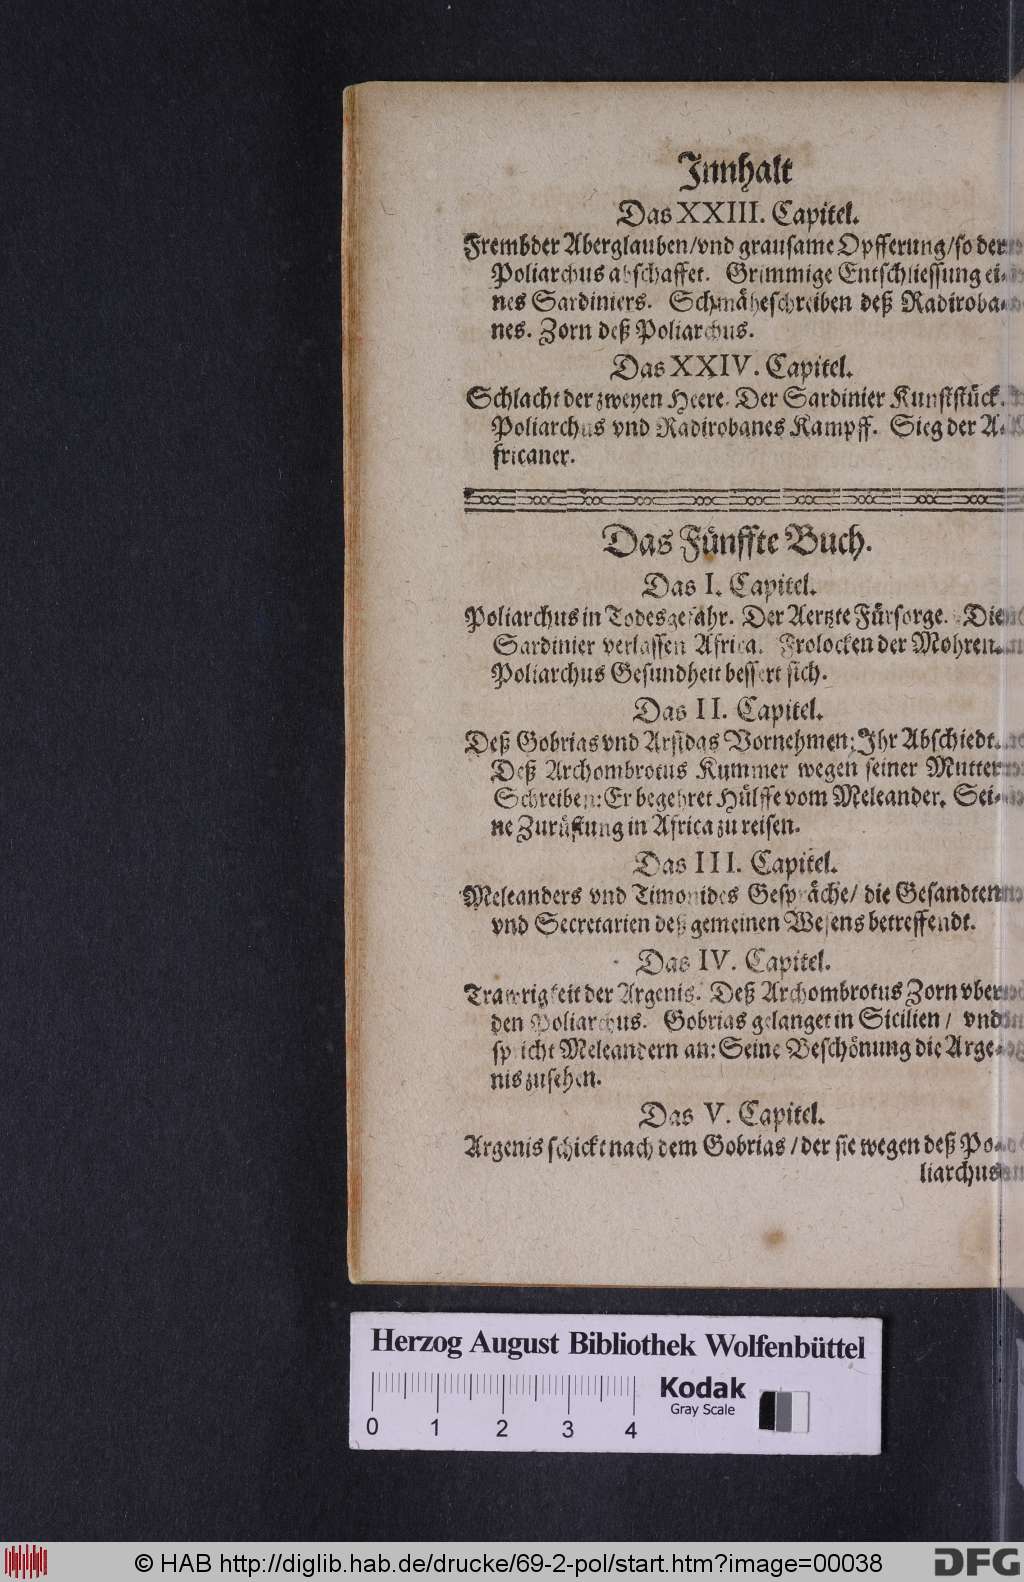 Innhalt
Das XXIII. Capitel.
Frembder Aberglauben/vnd grausame Opfferung/so der
Poliarchus abschaffet. Grimmige Entschliessung ei-
nes Sardiniers. Schmäheschreiben deß Radiroba-
nes. Zorn deß Poliarchus.
Das XXIV. Capitel.
Schlacht der zweyen Heere. Der Sardinier Kunststück.
Poliarchus vnd Radirobanes Kampff. Sieg der A-
fricaner.
Das Fünffte Buch.
Das I. Capitel.
Poliarchus in Todesgefahr. Der Aertzte Fürsorge. Die
Sardinier verlassen Africa. Frolocken der Mohren.
Poliarchus Gesundheit bessert sich.
Das II. Capitel.
Deß Gobrias vnd Arsidas Vornehmen; Ihr Abschiedt.
Deß Archombrotus Kummer wegen seiner Mutter
Schreiben: Er begehret Hülffe vom Meleander. Sei-
ne Zurüstung in Africa zu reisen.
Das III. Capitel.
Meleanders vnd Timonides Gespräche/ die Gesandten
vnd Secretarien deß gemeinen Wesens betreffendt.
Das IV. Capitel.
Trawrigkeit der Argenis. Deß Archombrotus Zorn vber
den Poliarchus. Gobrias gelanget in Sicilien/ vnd
spricht Meleandern an: Seine Beschönung die Arge-
nis zusehen.
Das V. Capitel.
Argenis schickt nach dem Gobrias/der sie wegen deß Po-
liarchus
Herzog August Bibliothek Wolfenbüttel
Kodak
Gray Scale
0 1 2 3 4
© HAB http://diglib.hab.de/drucke/69-2-pol/start.htm?image=00038
DFG